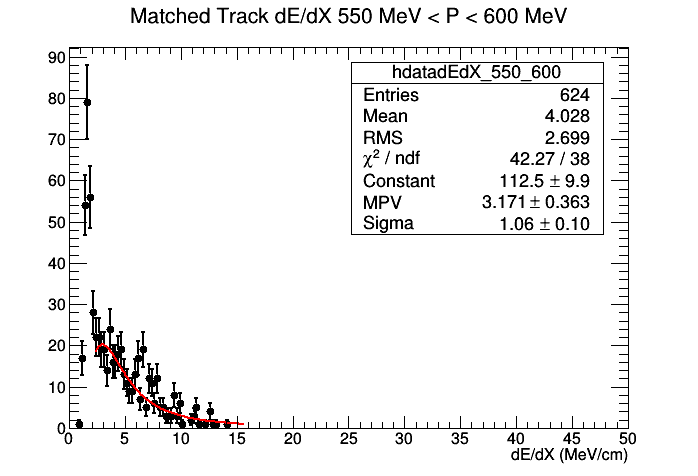 Matched Track dE/dX 550 MeV < P < 600 MeV
hdatadEdX_550_600
Entries 624
Mean 4.028
RMS 2.699
χ² / ndf 42.27 / 38
Constant 112.5 ± 9.9
MPV 3.171 ± 0.363
Sigma 1.06 ± 0.10
90
80
70
60
50
40
30
20
10
0
0 5 10 15 20 25 30 35 40 45 50
dE/dX (MeV/cm)